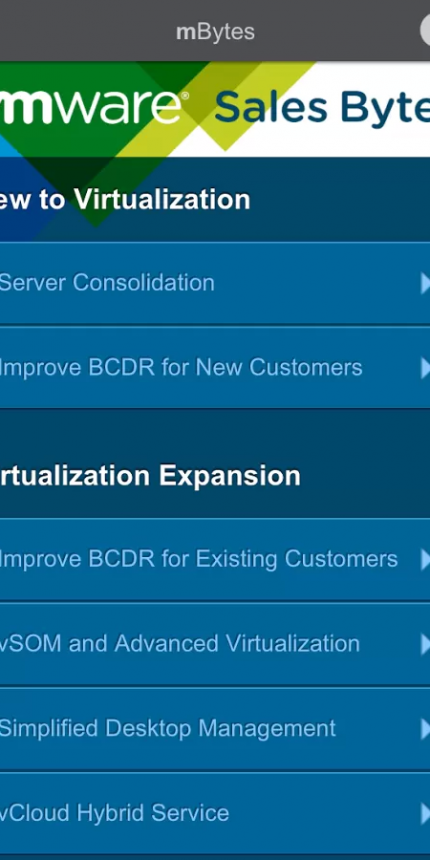 mBytes
mware® Sales Byte
ew to Virtualization
Server Consolidation
Improve BCDR for New Customers
rtualization Expansion
Improve BCDR for Existing Customers
vSOM and Advanced Virtualization
Simplified Desktop Management
vCloud Hybrid Service